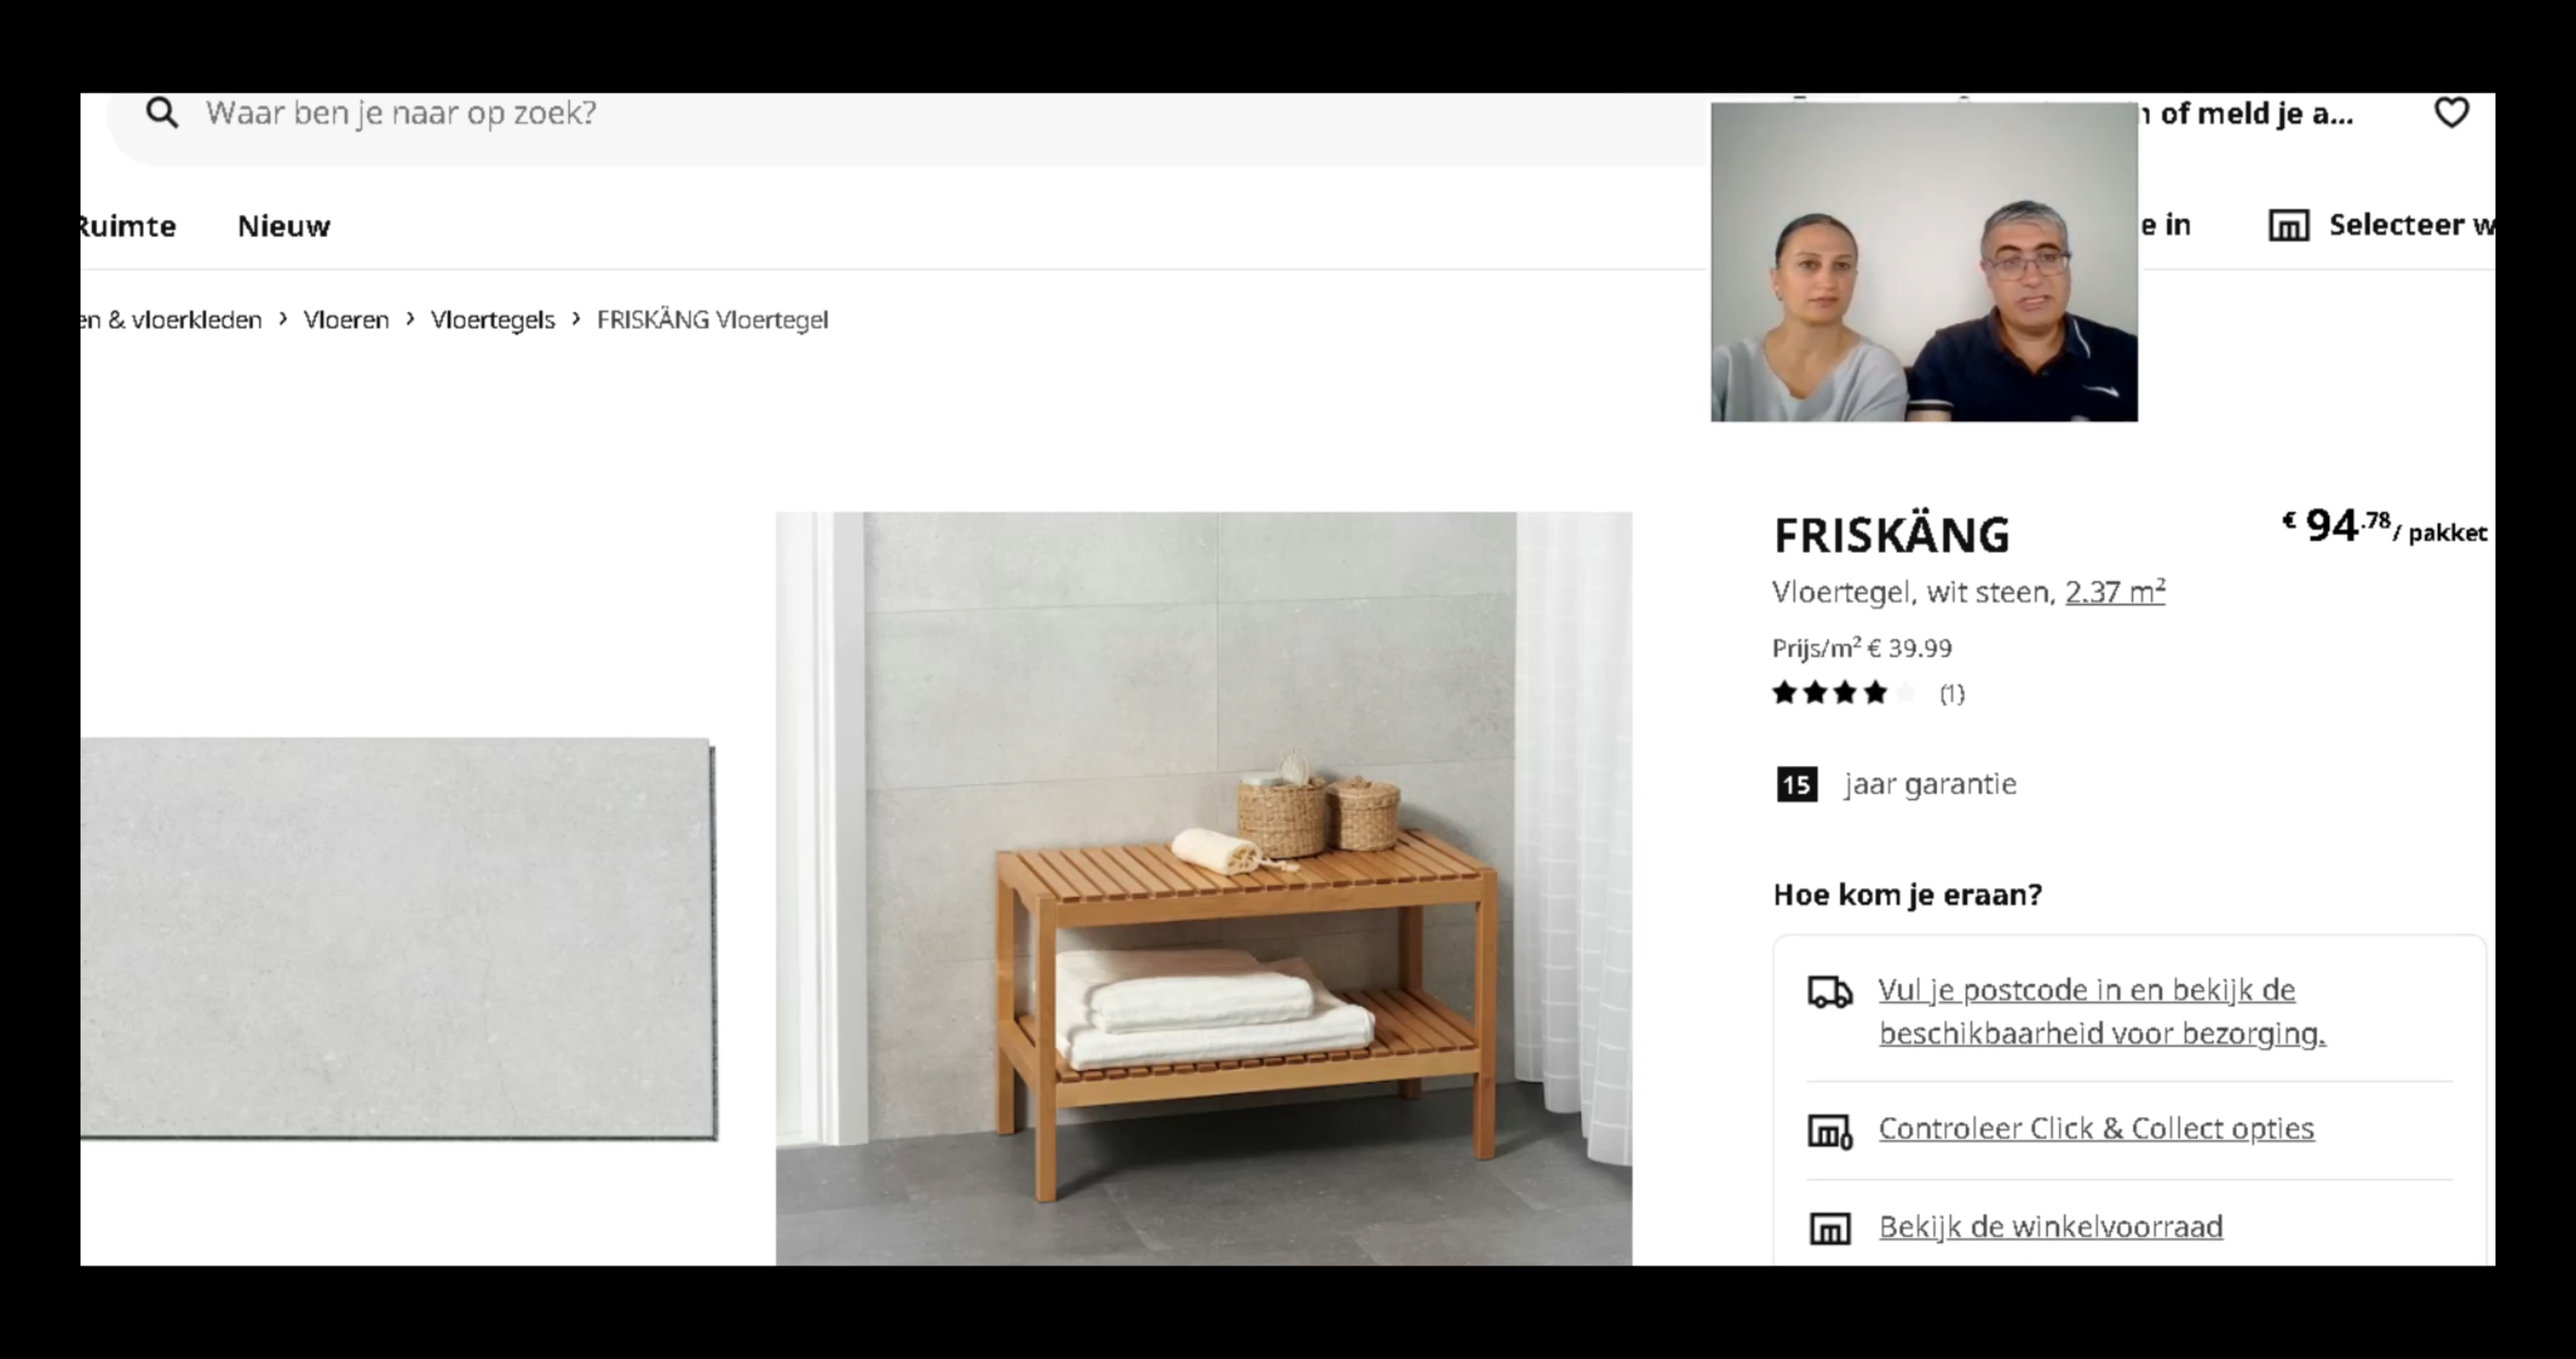 Waar ben je naar op zoek?
of meld je a...
Ruimte Nieuw
e in Selecteer w
en & vloerkleden > Vloeren > Vloertegels > FRISKÄNG Vloertegel
FRISKÄNG
€ 94.78/ pakket
Vloertegel, wit steen, 2.37 m²
Prijs/m² € 39.99
(1)
15 jaar garantie
Hoe kom je eraan?
Vul je postcode in en bekijk de
beschikbaarheid voor bezorging.
Controleer Click & Collect opties
Bekijk de winkelvoorraad